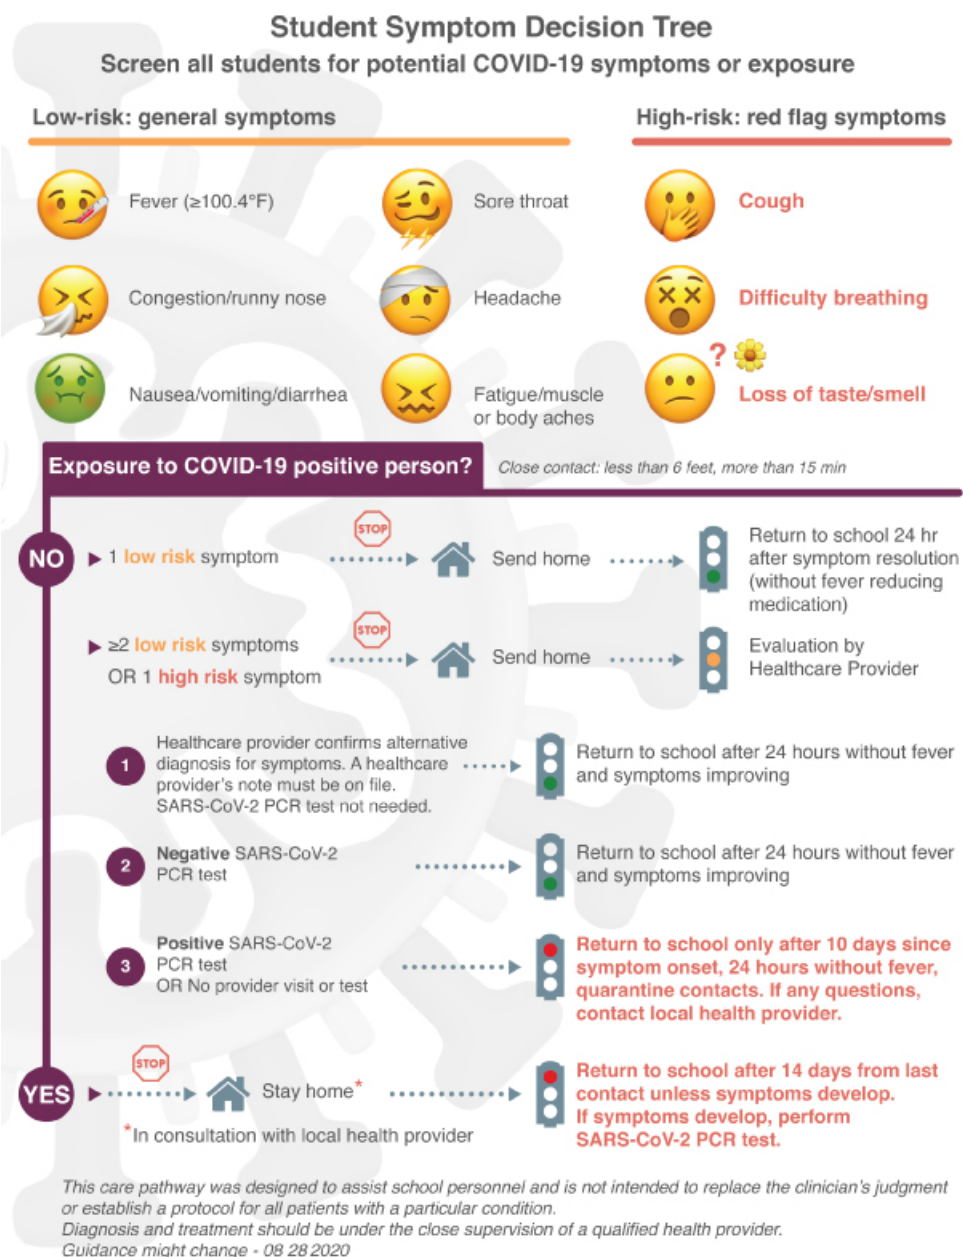 Student Symptom Decision Tree
Screen all students for potential COVID-19 symptoms or exposure
Low-risk: general symptoms
High-risk: red flag symptoms
Fever (≥100.4°F)
Sore throat
Cough
Congestion/runny nose
Headache
Difficulty breathing
?
Nausea/vomiting/diarrhea
Fatigue/muscle
or body aches
Loss of taste/smell
Exposure to COVID-19 positive person?
Close contact: less than 6 feet, more than 15 min
NO
1 low risk symptom
STOP
Send home
Return to school 24 hr
after symptom resolution
(without fever reducing
medication)
≥2 low risk symptoms
OR 1 high risk symptom
STOP
Send home
Evaluation by
Healthcare Provider
1
Healthcare provider confirms alternative
diagnosis for symptoms. A healthcare
provider's note must be on file.
SARS-CoV-2 PCR test not needed.
Return to school after 24 hours without fever
and symptoms improving
2
Negative SARS-CoV-2
PCR test
Return to school after 24 hours without fever
and symptoms improving
3
Positive SARS-CoV-2
PCR test
OR No provider visit or test
Return to school only after 10 days since
symptom onset, 24 hours without fever,
quarantine contacts. If any questions,
contact local health provider.
YES
STOP
Stay home*
*In consultation with local health provider
Return to school after 14 days from last
contact unless symptoms develop.
If symptoms develop, perform
SARS-CoV-2 PCR test.
This care pathway was designed to assist school personnel and is not intended to replace the clinician's judgment
or establish a protocol for all patients with a particular condition.
Diagnosis and treatment should be under the close supervision of a qualified health provider.
Guidance might change - 08 28 2020